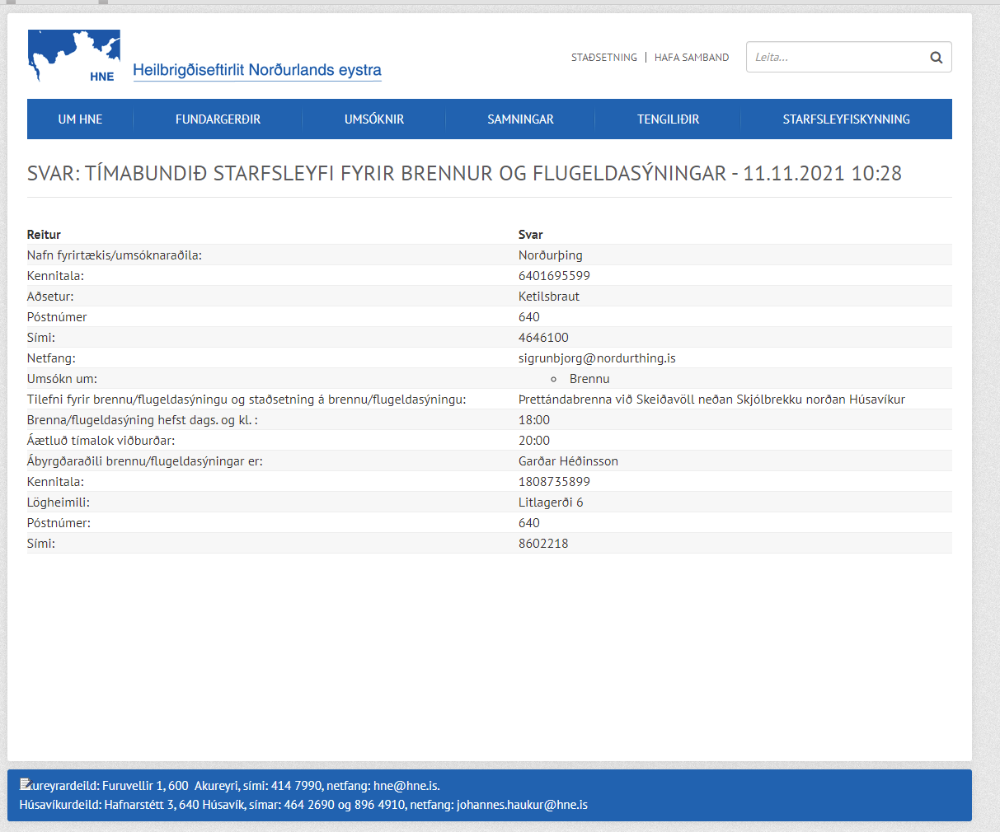 HNE
Heilbrigðiseftirlit Norðurlands eystra
STAÐSETNING | HAFA SAMBAND
Leita...
UM HNE FUNDARGERÐIR UMSÓKNIR SAMNINGAR TENGILIÐIR STARFSLEYFISKYNNING
SVAR: TÍMABUNDIÐ STARFSLEYFI FYRIR BRENNUR OG FLUGELDASÝNINGAR - 11.11.2021 10:28
Reitur Svar
Nafn fyrirtækis/umsóknaraðila: Norðurþing
Kennitala: 6401695599
Aðsetur: Ketilsbraut
Póstnúmer 640
Sími: 4646100
Netfang: sigrunbjorg@nordurthing.is
Umsókn um: Brennu
Tilefni fyrir brennu/flugeldasýningu og staðsetning á brennu/flugeldasýningu: Þrettándabrenna við Skeiðavöll neðan Skjólbrekku norðan Húsavíkur
Brenna/flugeldasýning hefst dags. og kl. : 18:00
Áætluð tímalok viðburðar: 20:00
Ábyrgðaraðili brennu/flugeldasýningar er: Garðar Héðinsson
Kennitala: 1808735899
Lögheimili: Litlagerði 6
Póstnúmer: 640
Sími: 8602218
kureyrardeild: Furuvellir 1, 600 Akureyri, sími: 414 7990, netfang: hne@hne.is.
Húsavíkurdeild: Hafnarstétt 3, 640 Húsavík, símar: 464 2690 og 896 4910, netfang: johannes.haukur@hne.is